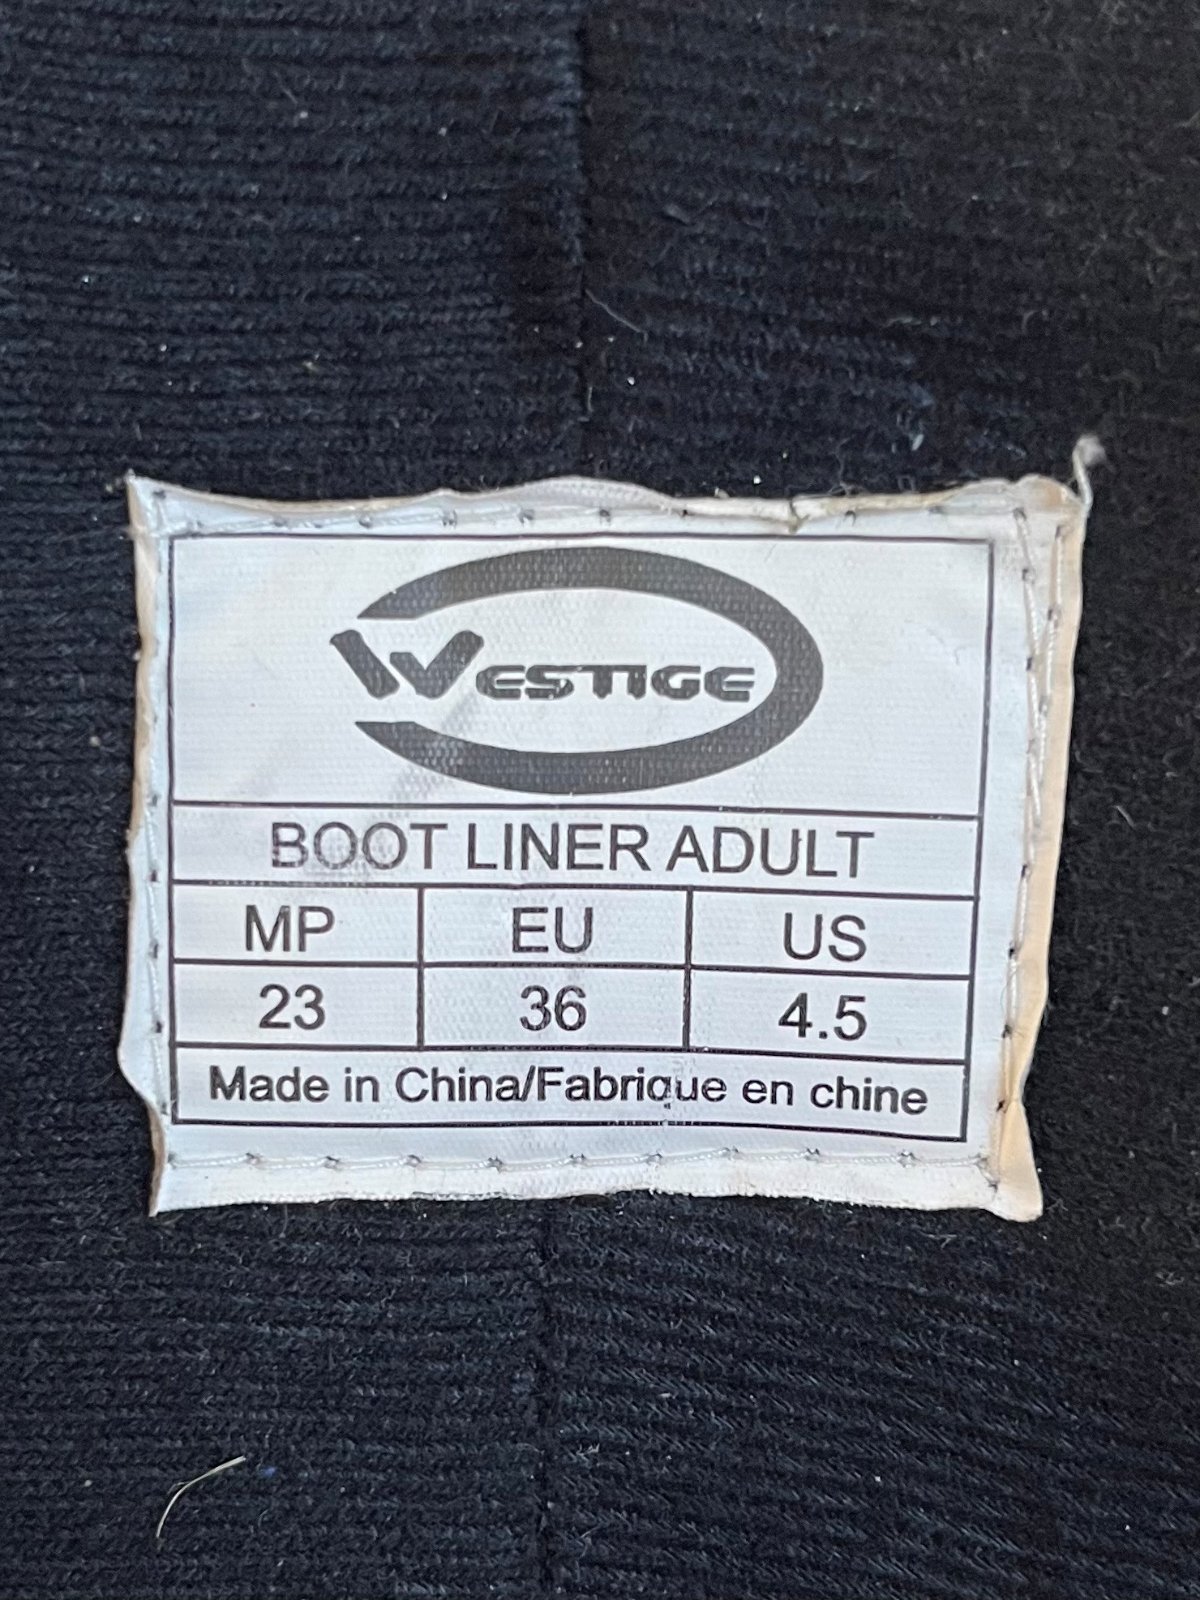 WESTIGE
BOOT LINER ADULT
MP EU US
23 36 4.5
Made in China/Fabrique en chine